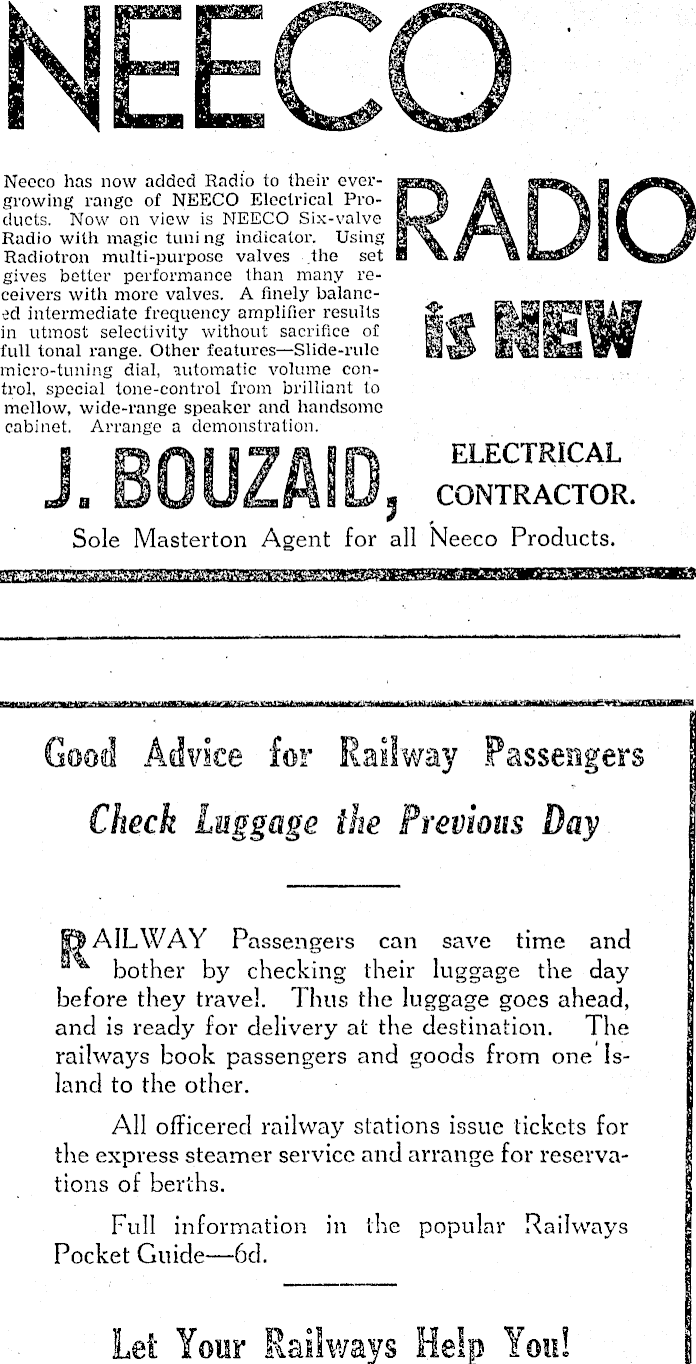 NEECO
Neeco has now added Radio to their ever-
growing range of NEECO Electrical Pro-
ducts. Now on view is NEECO Six-valve
Radio with magic tuning indicator. Using
Radiotron multi-purpose valves the set
gives better performance than many re-
ceivers with more valves. A finely balanc-
ed intermediate frequency amplifier results
in utmost selectivity without sacrifice of
full tonal range. Other features—Slide-rule
micro-tuning dial, automatic volume con-
trol, special tone-control from brilliant to
mellow, wide-range speaker and handsome
cabinet. Arrange a demonstration.
RADIO
is NEW
J. BOUZAID,
ELECTRICAL
CONTRACTOR.
Sole Masterton Agent for all Neeco Products.
Good Advice for Railway Passengers
Check Luggage the Previous Day
RAILWAY Passengers can save time and
bother by checking their luggage the day
before they travel. Thus the luggage goes ahead,
and is ready for delivery at the destination. The
railways book passengers and goods from one Is-
land to the other.
All officered railway stations issue tickets for
the express steamer service and arrange for reserva-
tions of berths.
Full information in the popular Railways
Pocket Guide—6d.
Let Your Railways Help You!